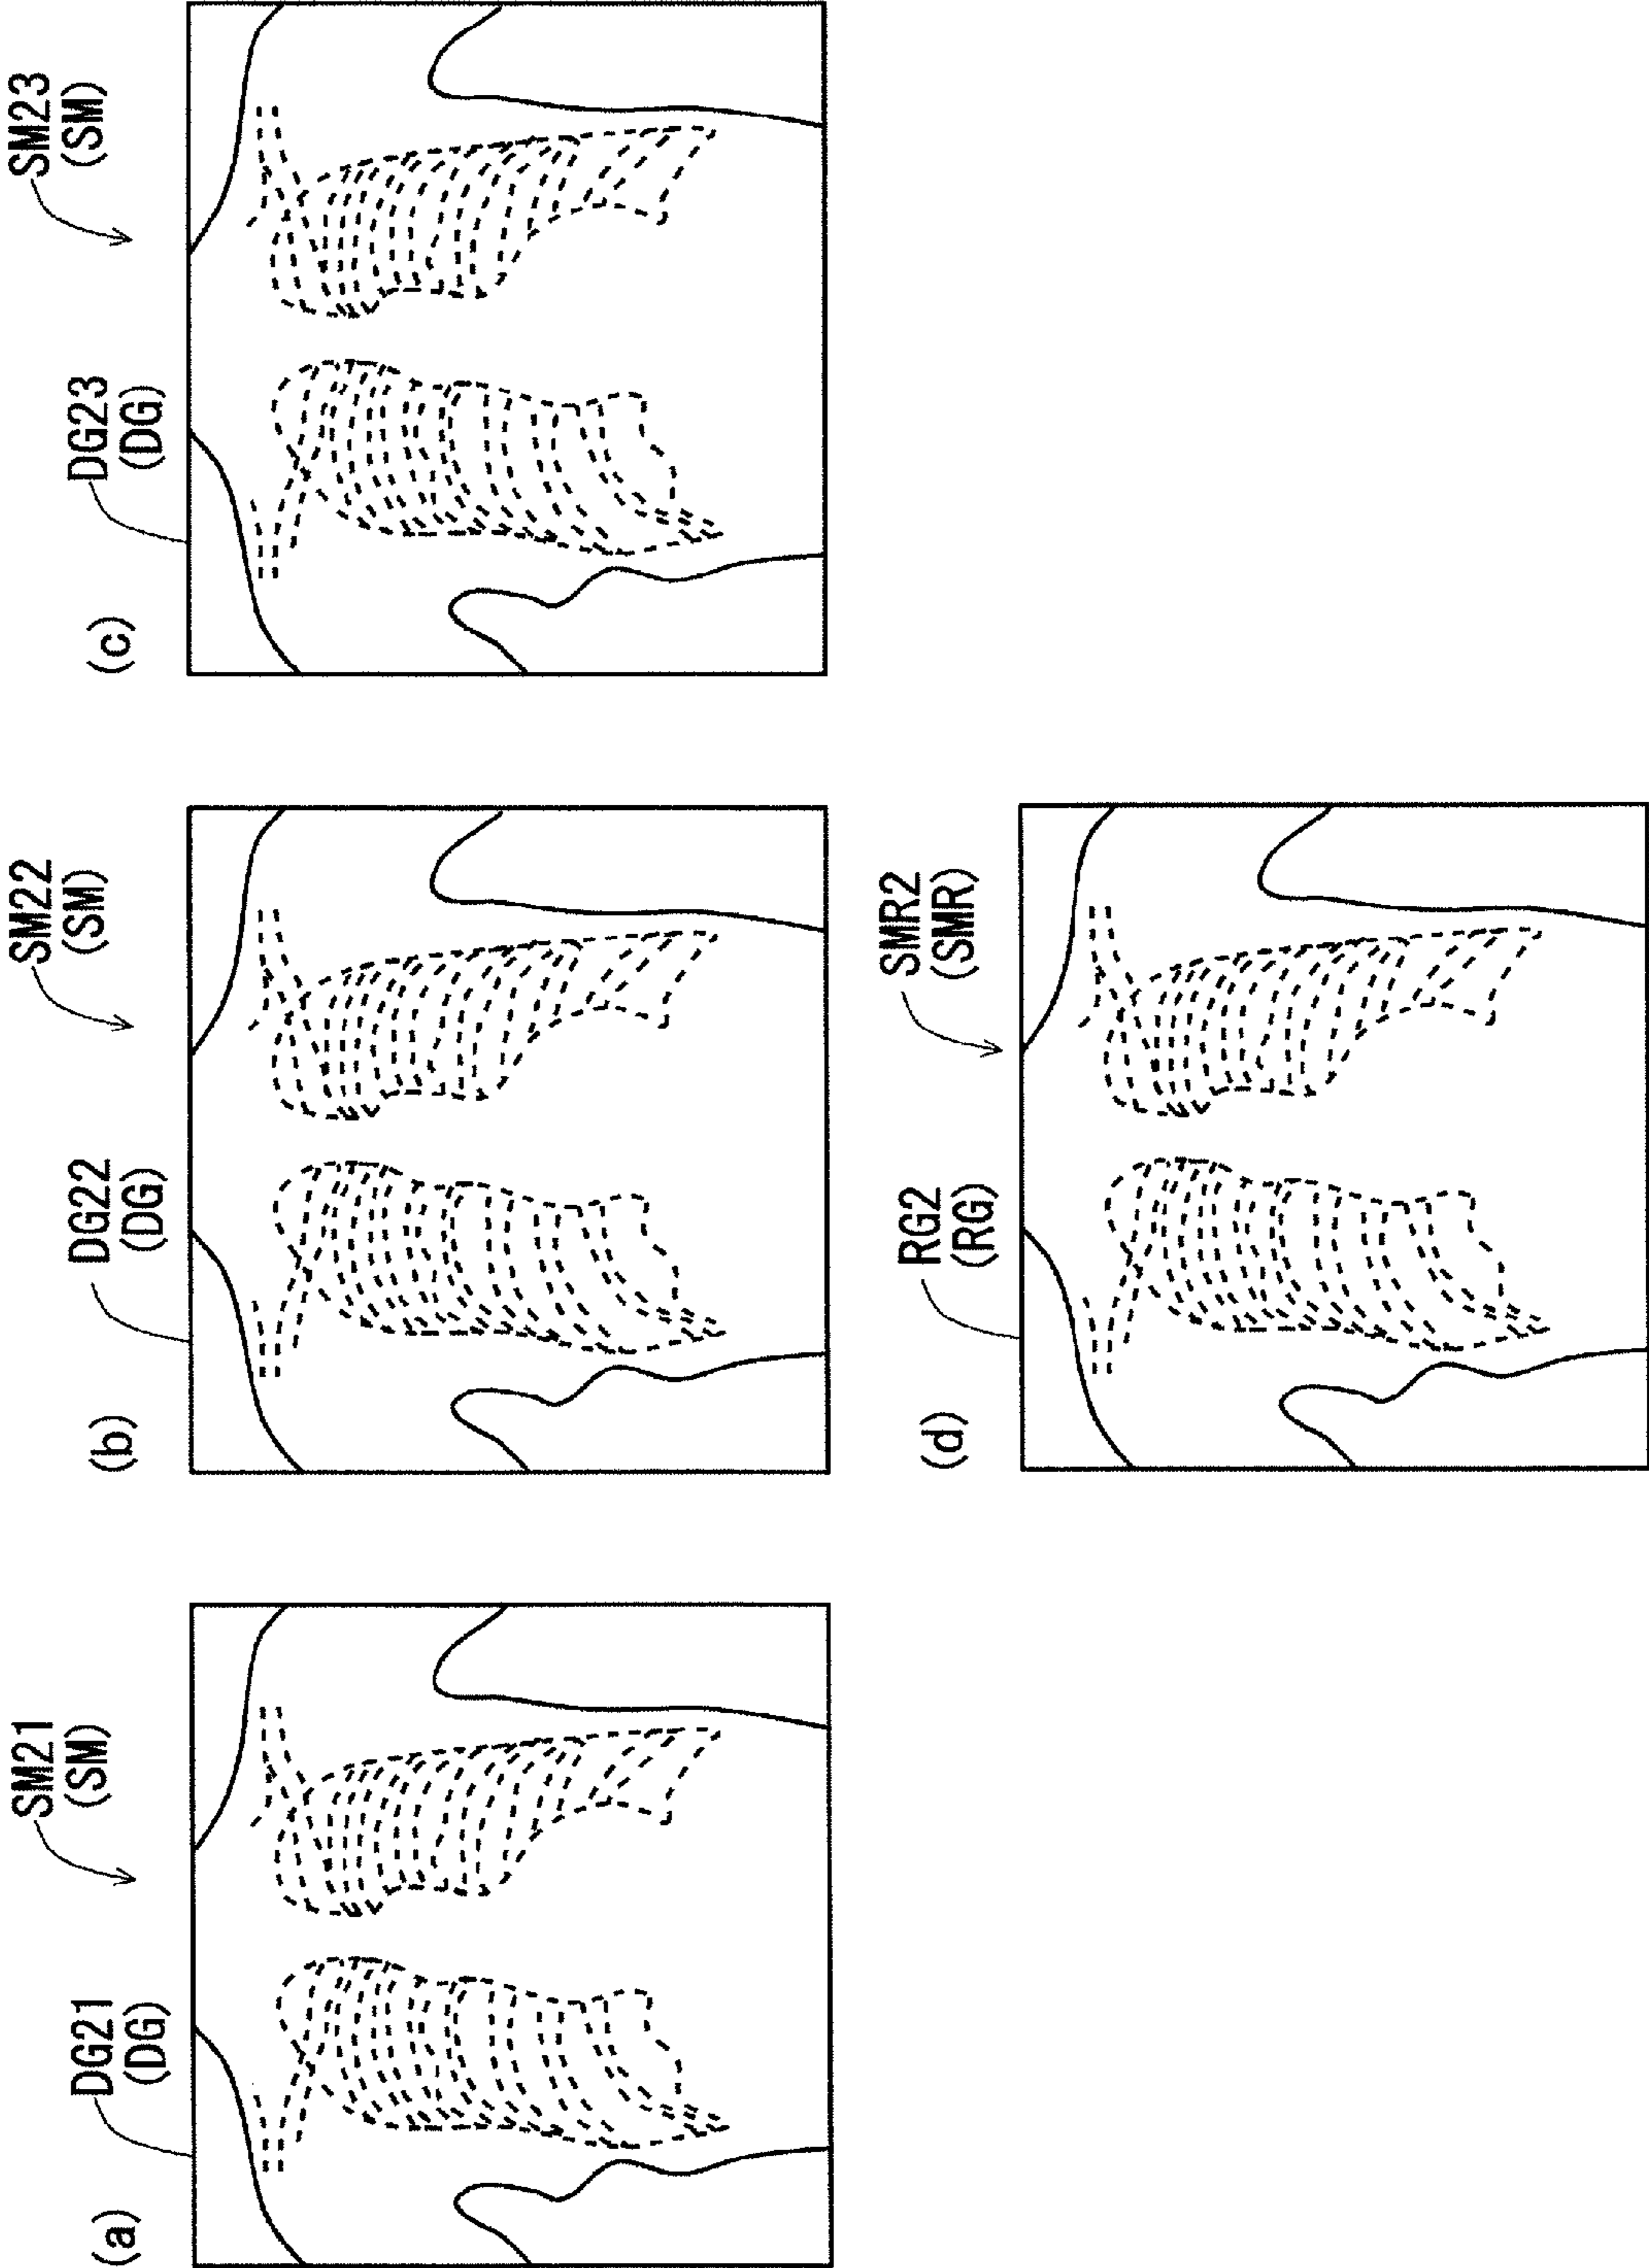 (a)
DG21
(DG)
SM21
(SM)
(b)
DG22
(DG)
SM22
(SM)
(c)
DG23
(DG)
SM23
(SM)
(d)
RG2
(RG)
SMR2
(SMR)